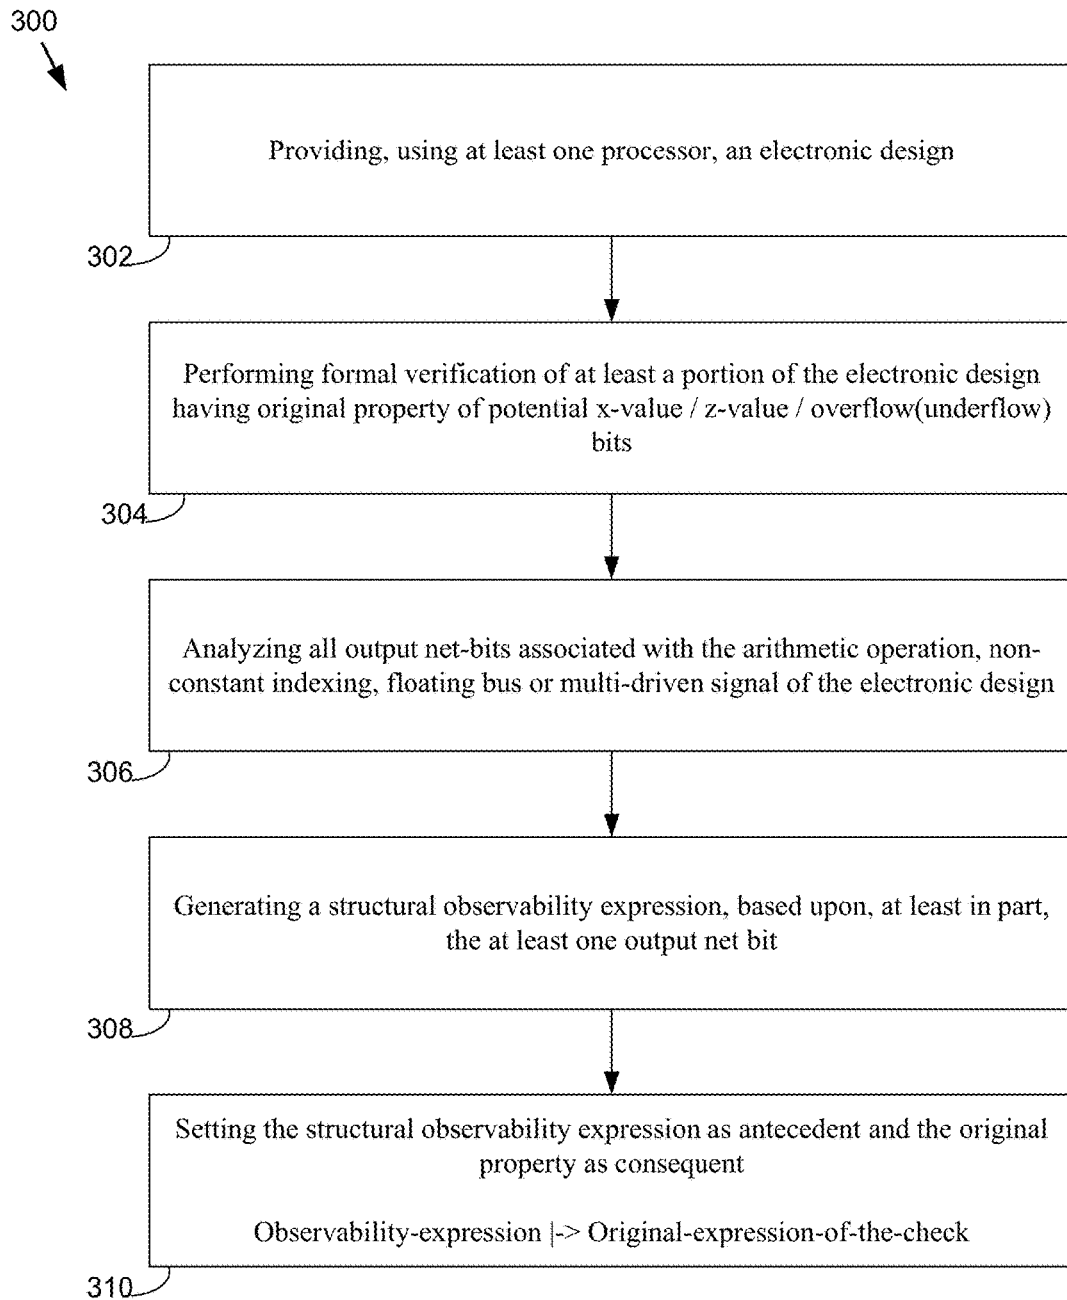 300
Providing, using at least one processor, an electronic design
302
Performing formal verification of at least a portion of the electronic design
having original property of potential x-value / z-value / overflow(underflow)
bits
304
Analyzing all output net-bits associated with the arithmetic operation, non-
constant indexing, floating bus or multi-driven signal of the electronic design
306
Generating a structural observability expression, based upon, at least in part,
the at least one output net bit
308
Setting the structural observability expression as antecedent and the original
property as consequent
Observability-expression |-> Original-expression-of-the-check
310